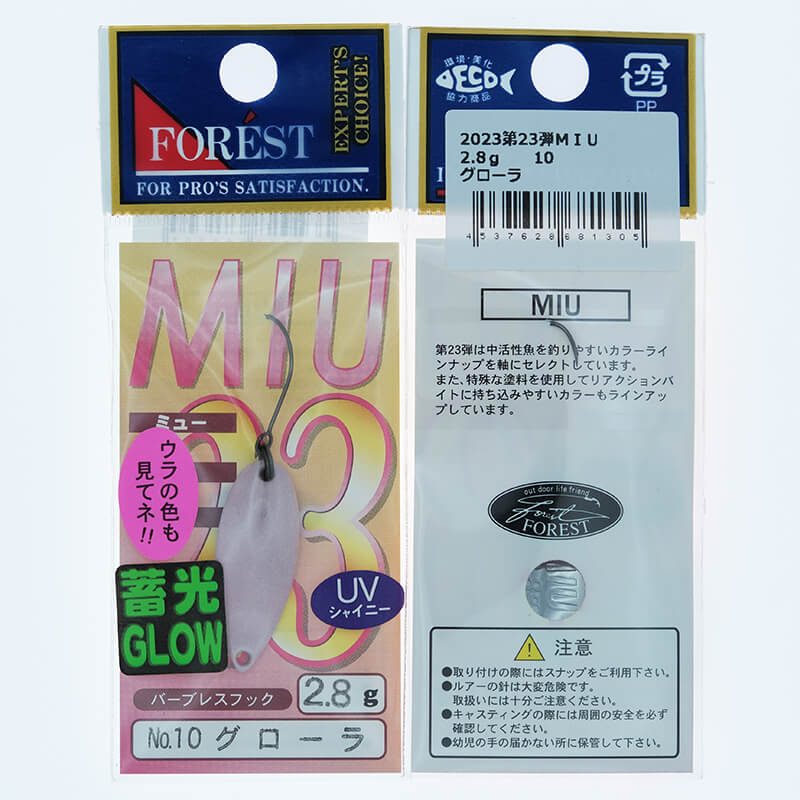 FORÉST
EXPERT'S
CHOICE!
FOR PRO'S SATISFACTION.
MIU
ミュー
23
ウラの色も
見てネ!!
蓄光
GLOW
UV
シャイニー
バーブレスフック
2.8g
No.10 グローラ
環境・美化
ECO
協力商品
プラ
PP
2023第23弾MIU
2.8g 10
グローラ
4537628681305
MIU
第23弾は中活性魚を釣りやすいカラーライ
ンナップを軸にセレクトしています。
また、特殊な塗料を使用してリアクションバ
イトに持ち込みやすいカラーもラインアッ
プしています。
out door life friend
Forest
FOREST
MIU
注意
●取り付けの際にはスナップをご利用下さい。
●ルアーの針は大変危険です。
取扱いには十分ご注意ください。
●キャスティングの際には周囲の安全を必ず
確認してください。
●幼児の手の届かない所に保管して下さい。